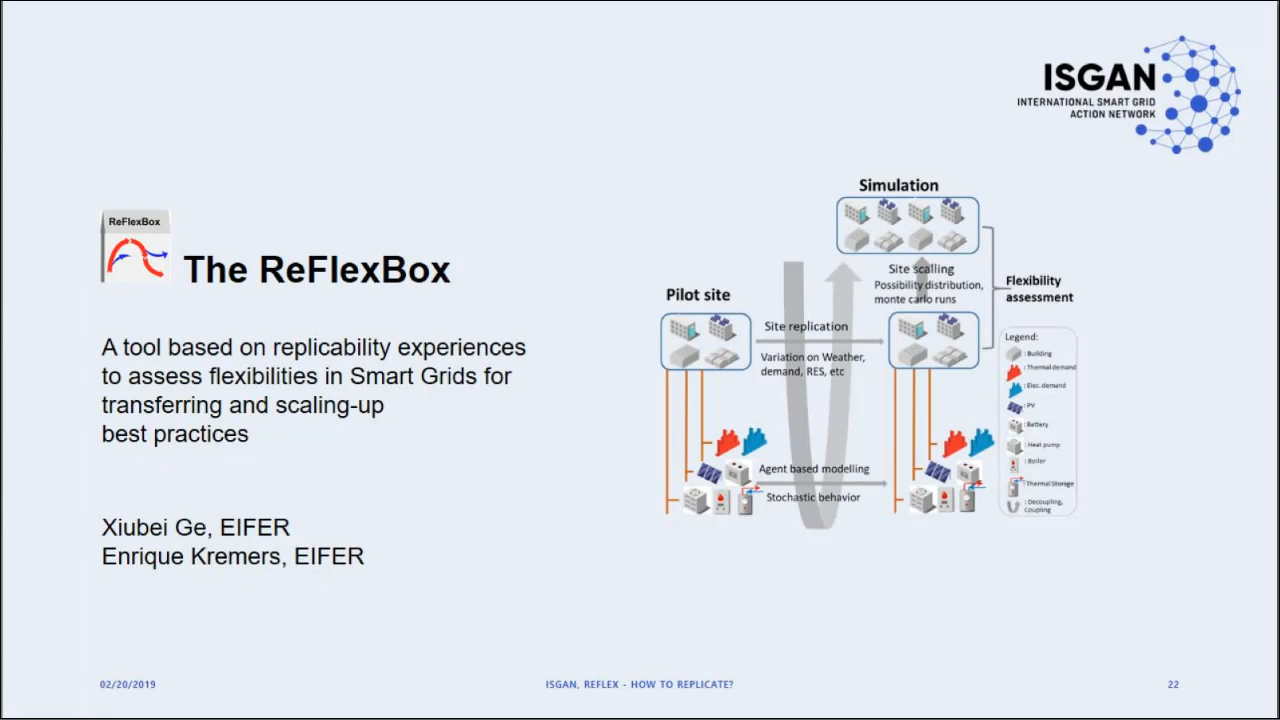 ISGAN
INTERNATIONAL SMART GRID
ACTION NETWORK
ReFlexBox
The ReFlexBox
A tool based on replicability experiences
to assess flexibilities in Smart Grids for
transferring and scaling-up
best practices
Xiubei Ge, EIFER
Enrique Kremers, EIFER
Simulation
Site scalling
Possibility distribution,
monte carlo runs
Flexibility
assessment
Pilot site
Site replication
Variation on Weather,
demand, RES, etc
Agent based modelling
Stochastic behavior
Legend:
: Building
: Thermal demand
: Elec. demand
: PV
: Battery
: Heat pump
: Boiler
: Thermal Storage
: Decoupling,
Coupling
02/20/2019
ISGAN, REFLEX - HOW TO REPLICATE?
22